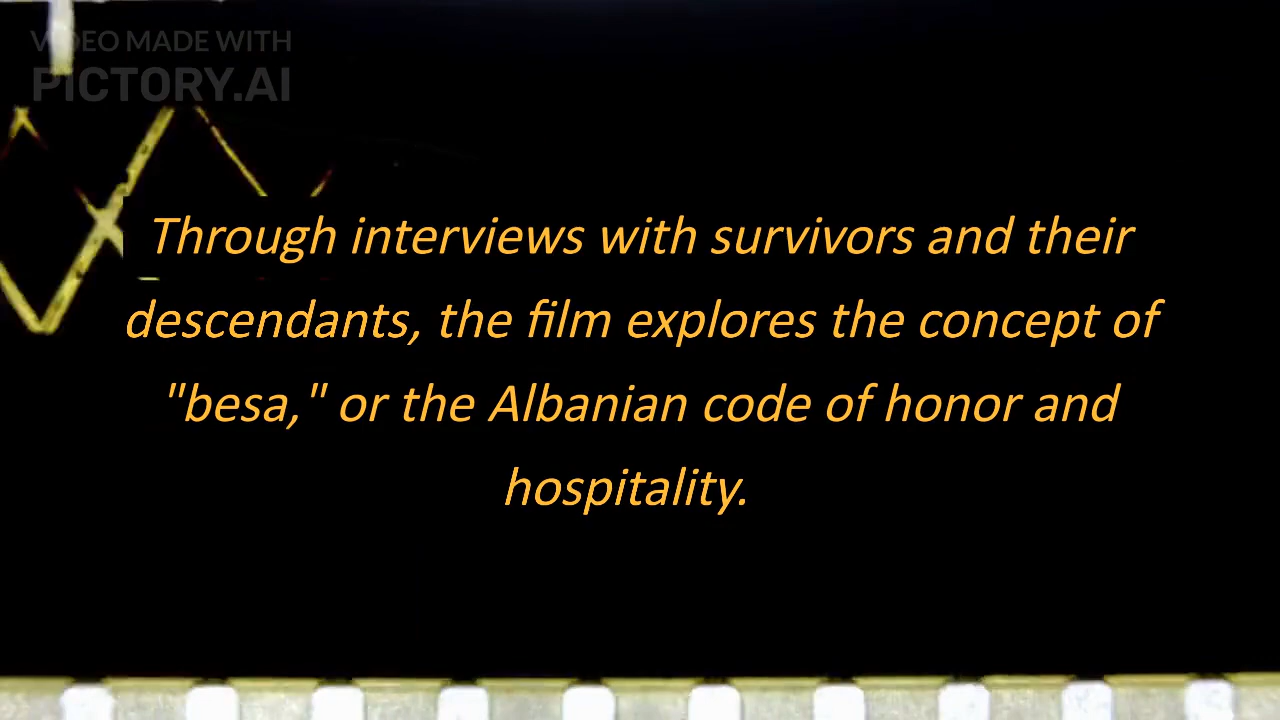 VIDEO MADE WITH
PICTORY.AI
Through interviews with survivors and their
descendants, the film explores the concept of
"besa," or the Albanian code of honor and
hospitality.